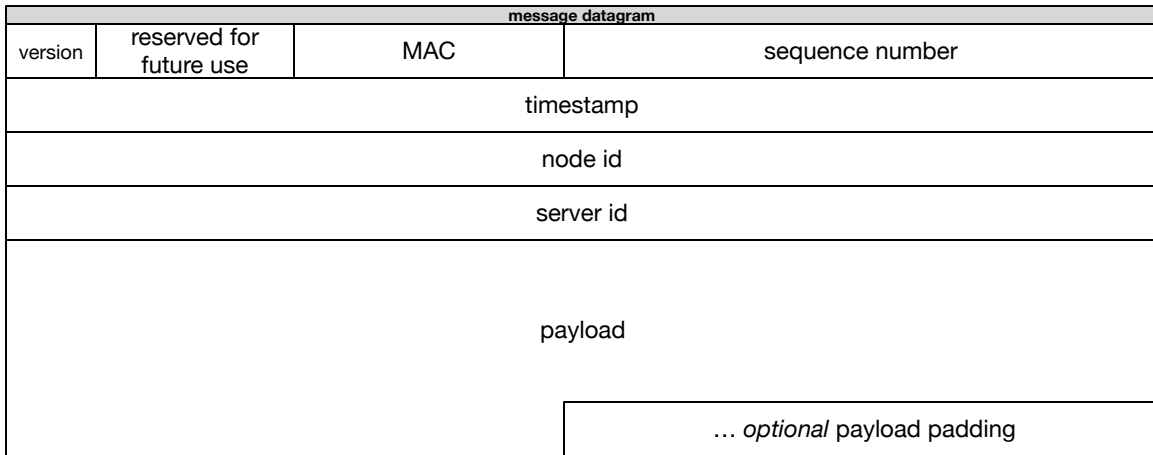 message datagram
version
reserved for
future use
MAC
sequence number
timestamp
node id
server id
payload
… optional payload padding